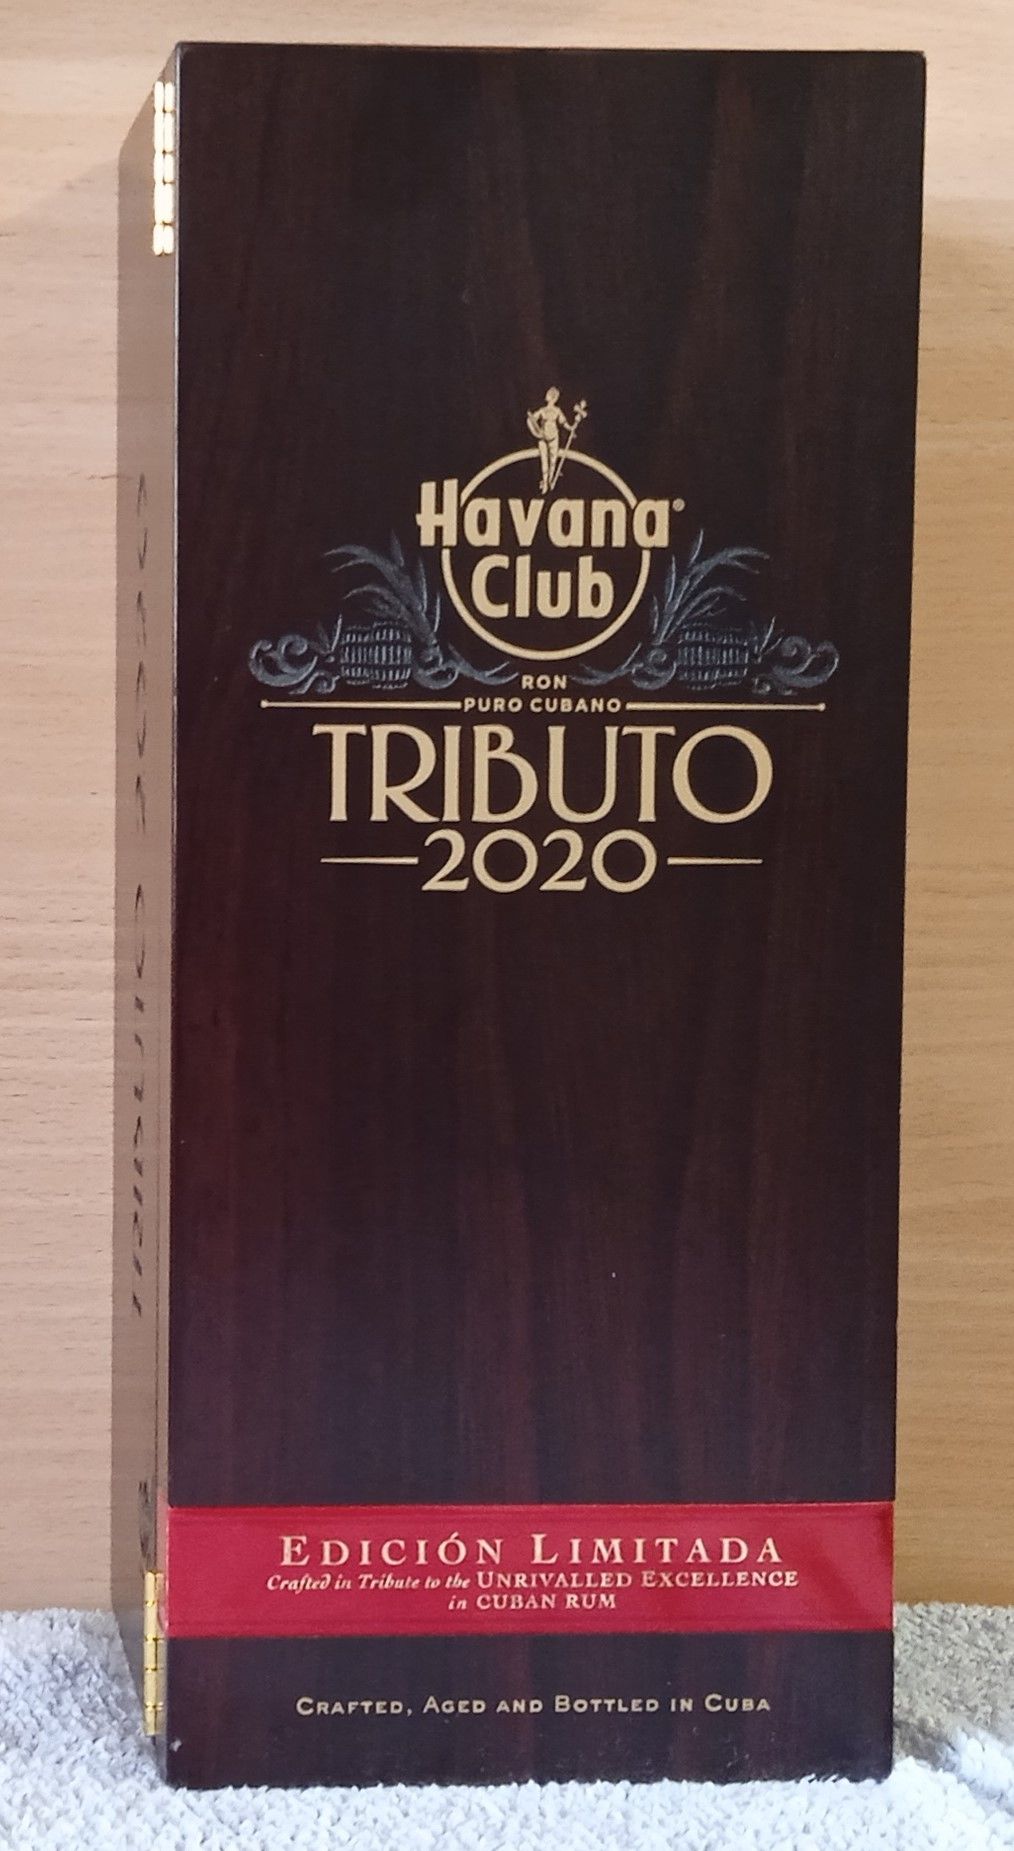 Havana®
Club
RON
PURO CUBANO
TRIBUTO
2020
EDICIÓN LIMITADA
Crafted in Tribute to the UNRIVALLED EXCELLENCE
in CUBAN RUM
CRAFTED, AGED AND BOTTLED IN CUBA